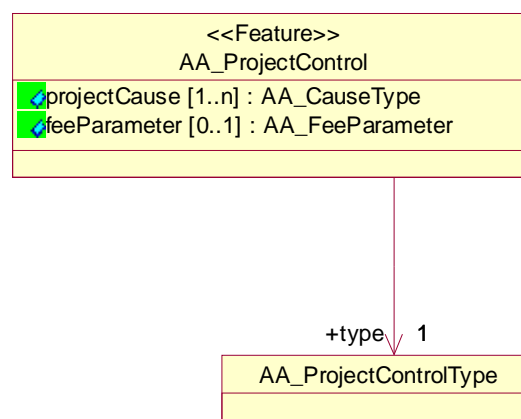 <<Feature>>
AA_ProjectControl
projectCause [1..n] : AA_CauseType
feeParameter [0..1] : AA_FeeParameter
+type 1
AA_ProjectControlType